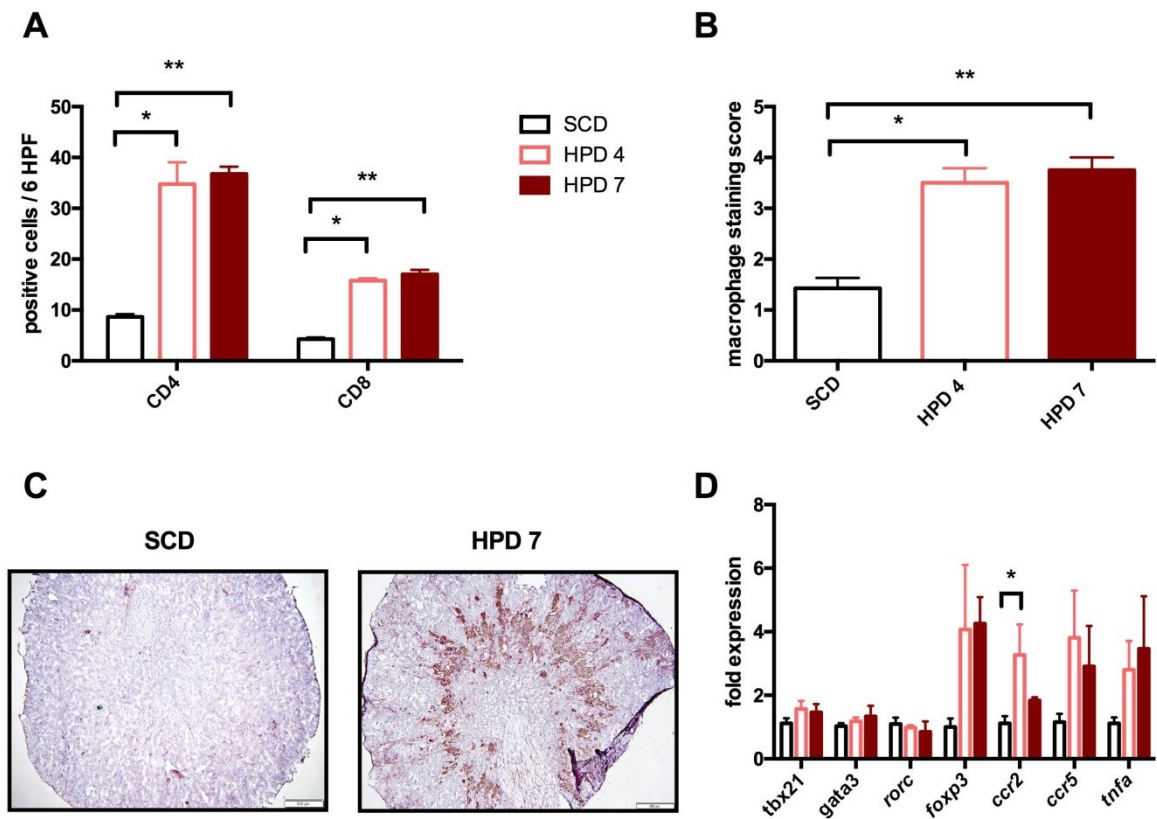 A
**
*
50
40
30
20
10
0
positive cells / 6 HPF
**
*
CD4
CD8
SCD
HPD 4
HPD 7
B
**
*
5
4
3
2
1
0
macrophage staining score
SCD
HPD 4
HPD 7
C
SCD
HPD 7
D
8
6
4
2
0
fold expression
*
tbx21
gata3
rorc
foxp3
ccr2
ccr5
tnfa